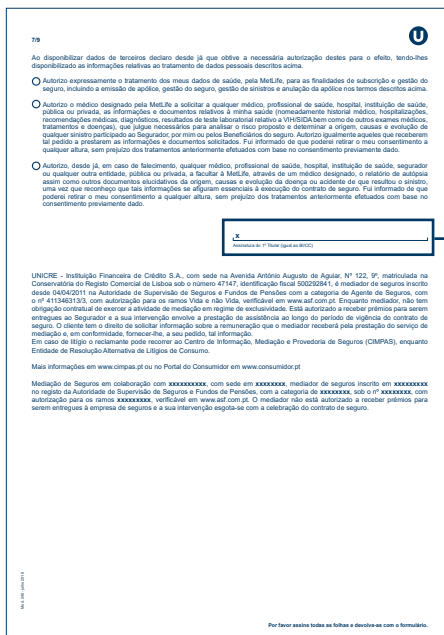 7/9
U
Ao disponibilizar dados de terceiros declaro desde já que obtive a necessária autorização destes para o efeito, tendo-lhes
disponibilizado as informações relativas ao tratamento de dados pessoais descritos acima.
Autorizo expressamente o tratamento dos meus dados de saúde, pela MetLife, para as finalidades de subscrição e gestão do
seguro, incluindo a emissão de apólice, gestão do seguro, gestão de sinistros e anulação da apólice nos termos descritos acima.
Autorizo o médico designado pela MetLife a solicitar a qualquer médico, profissional de saúde, hospital, instituição de saúde,
pública ou privada, as informações e documentos relativos à minha saúde (nomeadamente historial médico, hospitalizações,
recomendações médicas, diagnósticos, resultados de teste laboratorial relativo a VIH/SIDA bem como de outros exames médicos,
tratamentos e doenças), que julgue necessários para analisar o risco proposto e determinar a origem, causas e evolução de
qualquer sinistro participado ao Segurador, por mim ou pelos Beneficiários do seguro. Autorizo igualmente aqueles que receberem
tal pedido a prestarem as informações e documentos solicitados. Fui informado de que poderei retirar o meu consentimento a
qualquer altura, sem prejuízo dos tratamentos anteriormente efetuados com base no consentimento previamente dado.
Autorizo, desde já, em caso de falecimento, qualquer médico, profissional de saúde, hospital, instituição de saúde, segurador
ou qualquer outra entidade, pública ou privada, a facultar à MetLife, através de um médico designado, o relatório de autópsia
assim como outros documentos elucidativos da origem, causas e evolução da doença ou acidente de que resultou o sinistro,
uma vez que reconheço que tais informações se afiguram essenciais à execução do contrato de seguro. Fui informado de que
poderei retirar o meu consentimento a qualquer altura, sem prejuízo dos tratamentos anteriormente efetuados com base no
consentimento previamente dado.
x
Assinatura do 1º Titular (igual ao BI/CC)
UNICRE - Instituição Financeira de Crédito S.A., com sede na Avenida António Augusto de Aguiar, Nº 122, 9º, matriculada na
Conservatória do Registo Comercial de Lisboa sob o número 47147, identificação fiscal 500292841, é mediador de seguros inscrito
desde 04/04/2011 na Autoridade de Supervisão de Seguros e Fundos de Pensões com a categoria de Agente de Seguros, com
o nº 411346313/3, com autorização para os ramos Vida e não Vida, verificável em www.asf.com.pt. Enquanto mediador, não tem
obrigação contratual de exercer a atividade de mediação em regime de exclusividade. Está autorizado a receber prémios para serem
entregues ao Segurador e a sua intervenção envolve a prestação de assistência ao longo do período de vigência do contrato de
seguro. O cliente tem o direito de solicitar informação sobre a remuneração que o mediador receberá pela prestação do serviço de
mediação e, em conformidade, fornecer-lhe, a seu pedido, tal informação.
Em caso de litígio o reclamante pode recorrer ao Centro de Informação, Mediação e Provedoria de Seguros (CIMPAS), enquanto
Entidade de Resolução Alternativa de Litígios de Consumo.
Mais informações em www.cimpas.pt ou no Portal do Consumidor em www.consumidor.pt
Mediação de Seguros em colaboração com xxxxxxxxxx, com sede em xxxxxxxx, mediador de seguros inscrito em xxxxxxxxx
no registo da Autoridade de Supervisão de Seguros e Fundos de Pensões, com a categoria de xxxxxxxx, sob o nº xxxxxxxx, com
autorização para os ramos xxxxxxxxx, verificável em www.asf.com.pt. O mediador não está autorizado a receber prémios para
serem entregues à empresa de seguros e a sua intervenção esgota-se com a celebração do contrato de seguro.
Por favor assine todas as folhas e devolva-as com o formulário.